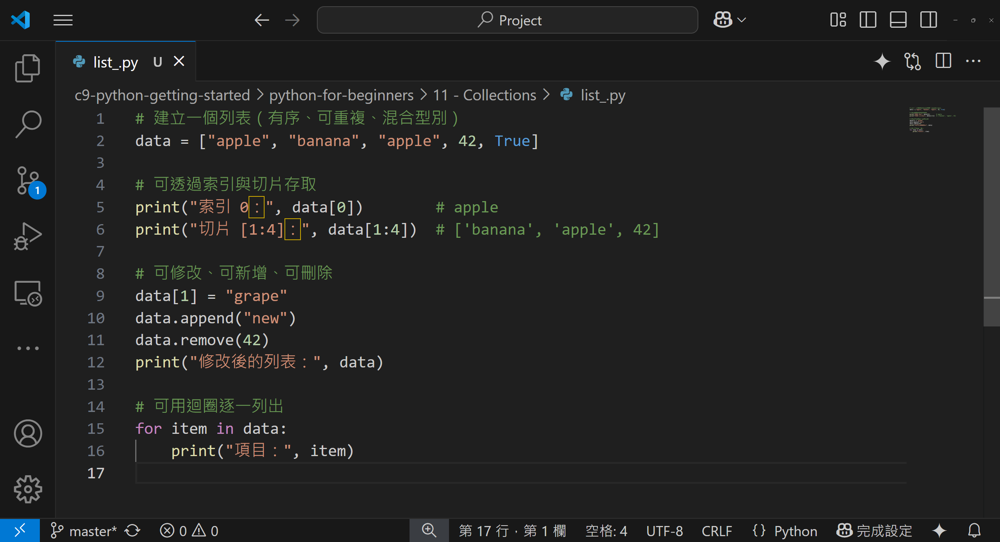 Project
list_.py U
c9-python-getting-started > python-for-beginners > 11 - Collections > list_.py
1 # 建立一個列表（有序、可重複、混合型別）
2 data = ["apple", "banana", "apple", 42, True]
3
4 # 可透過索引與切片存取
5 print("索引 0：", data[0])        # apple
6 print("切片 [1:4]：", data[1:4])  # ['banana', 'apple', 42]
7
8 # 可修改、可新增、可刪除
9 data[1] = "grape"
10 data.append("new")
11 data.remove(42)
12 print("修改後的列表：", data)
13
14 # 可用迴圈逐一列出
15 for item in data:
16     print("項目：", item)
17
1
master* 0 0 第 17 行，第 1 欄 空格: 4 UTF-8 CRLF {} Python 完成設定